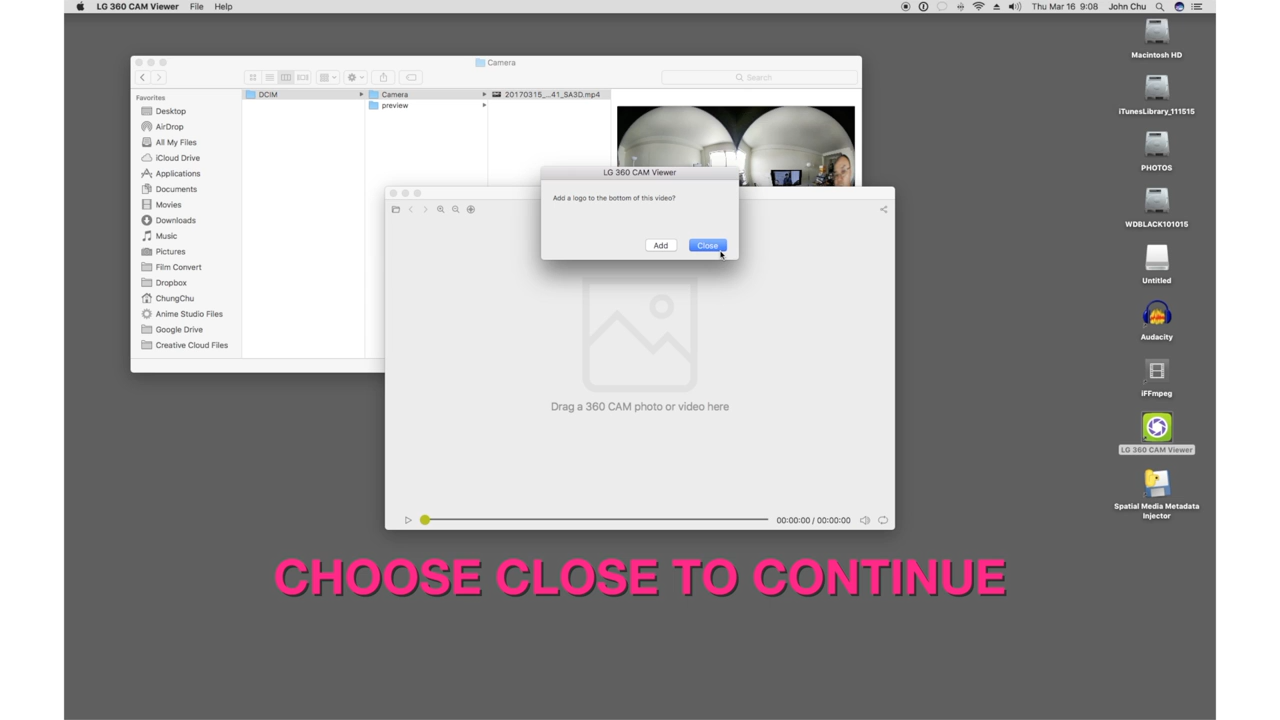 LG 360 CAM Viewer File Help
Thu Mar 16 9:08 John Chu
Camera
Search
Favorites
Desktop
AirDrop
All My Files
iCloud Drive
Applications
Documents
Movies
Downloads
Music
Pictures
Film Convert
Dropbox
ChungChu
Anime Studio Files
Google Drive
Creative Cloud Files
DCIM
Camera
preview
20170315_...41_SA3D.mp4
LG 360 CAM Viewer
Add a logo to the bottom of this video?
Add Close
Drag a 360 CAM photo or video here
00:00:00 / 00:00:00
Macintosh HD
iTunesLibrary_111515
PHOTOS
WDBLACK101015
Untitled
Audacity
iFFmpeg
LG 360 CAM Viewer
Spatial Media Metadata
Injector
CHOOSE CLOSE TO CONTINUE